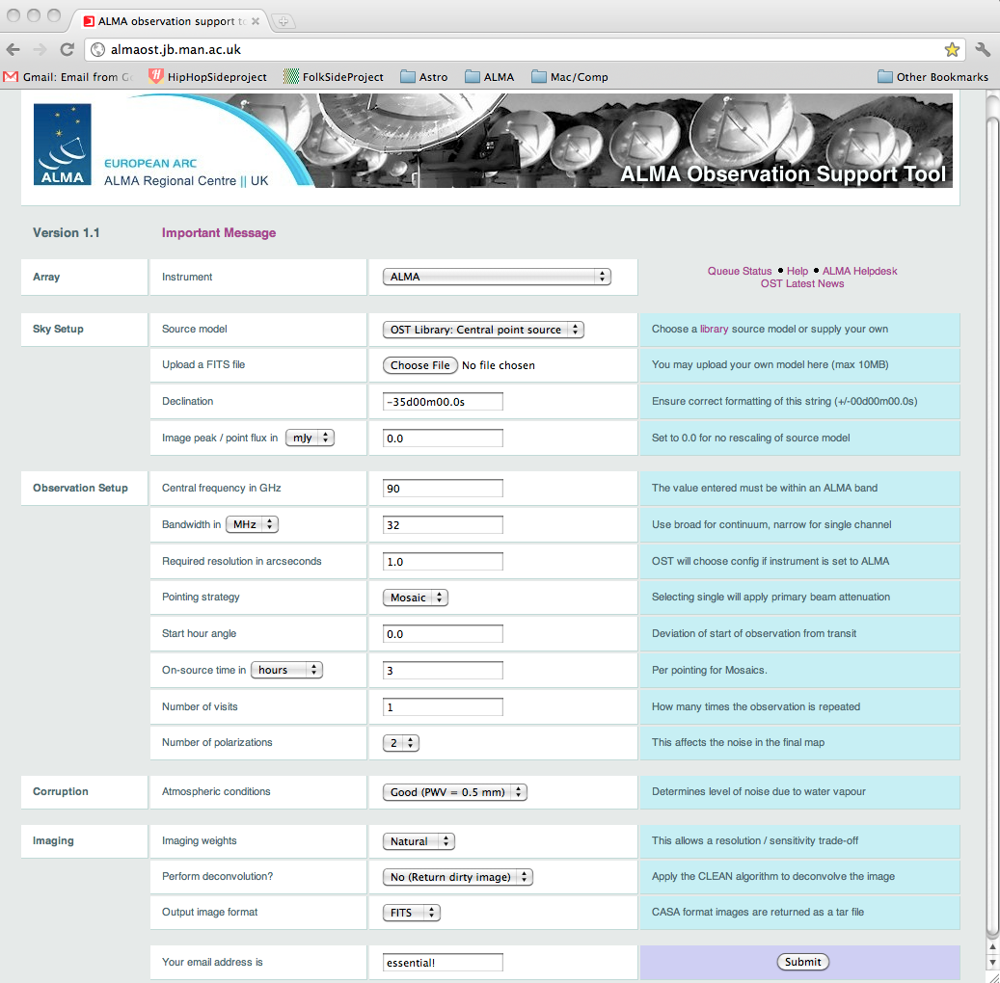 ALMA observation support to
almaost.jb.man.ac.uk
Gmail: Email from Go
HipHopSideproject
FolkSideProject
Astro
ALMA
Mac/Comp
Other Bookmarks
ALMA
EUROPEAN ARC
ALMA Regional Centre || UK
ALMA Observation Support Tool
Version 1.1 Important Message
Array Instrument ALMA
Queue Status • Help • ALMA Helpdesk
OST Latest News
Sky Setup Source model OST Library: Central point source Choose a library source model or supply your own
Upload a FITS file Choose File No file chosen You may upload your own model here (max 10MB)
Declination -35d00m00.0s Ensure correct formatting of this string (+/-00d00m00.0s)
Image peak / point flux in mJy 0.0 Set to 0.0 for no rescaling of source model
Observation Setup Central frequency in GHz 90 The value entered must be within an ALMA band
Bandwidth in MHz 32 Use broad for continuum, narrow for single channel
Required resolution in arcseconds 1.0 OST will choose config if instrument is set to ALMA
Pointing strategy Mosaic Selecting single will apply primary beam attenuation
Start hour angle 0.0 Deviation of start of observation from transit
On-source time in hours 3 Per pointing for Mosaics.
Number of visits 1 How many times the observation is repeated
Number of polarizations 2 This affects the noise in the final map
Corruption Atmospheric conditions Good (PWV = 0.5 mm) Determines level of noise due to water vapour
Imaging Imaging weights Natural This allows a resolution / sensitivity trade-off
Perform deconvolution? No (Return dirty image) Apply the CLEAN algorithm to deconvolve the image
Output image format FITS CASA format images are returned as a tar file
Your email address is essential! Submit